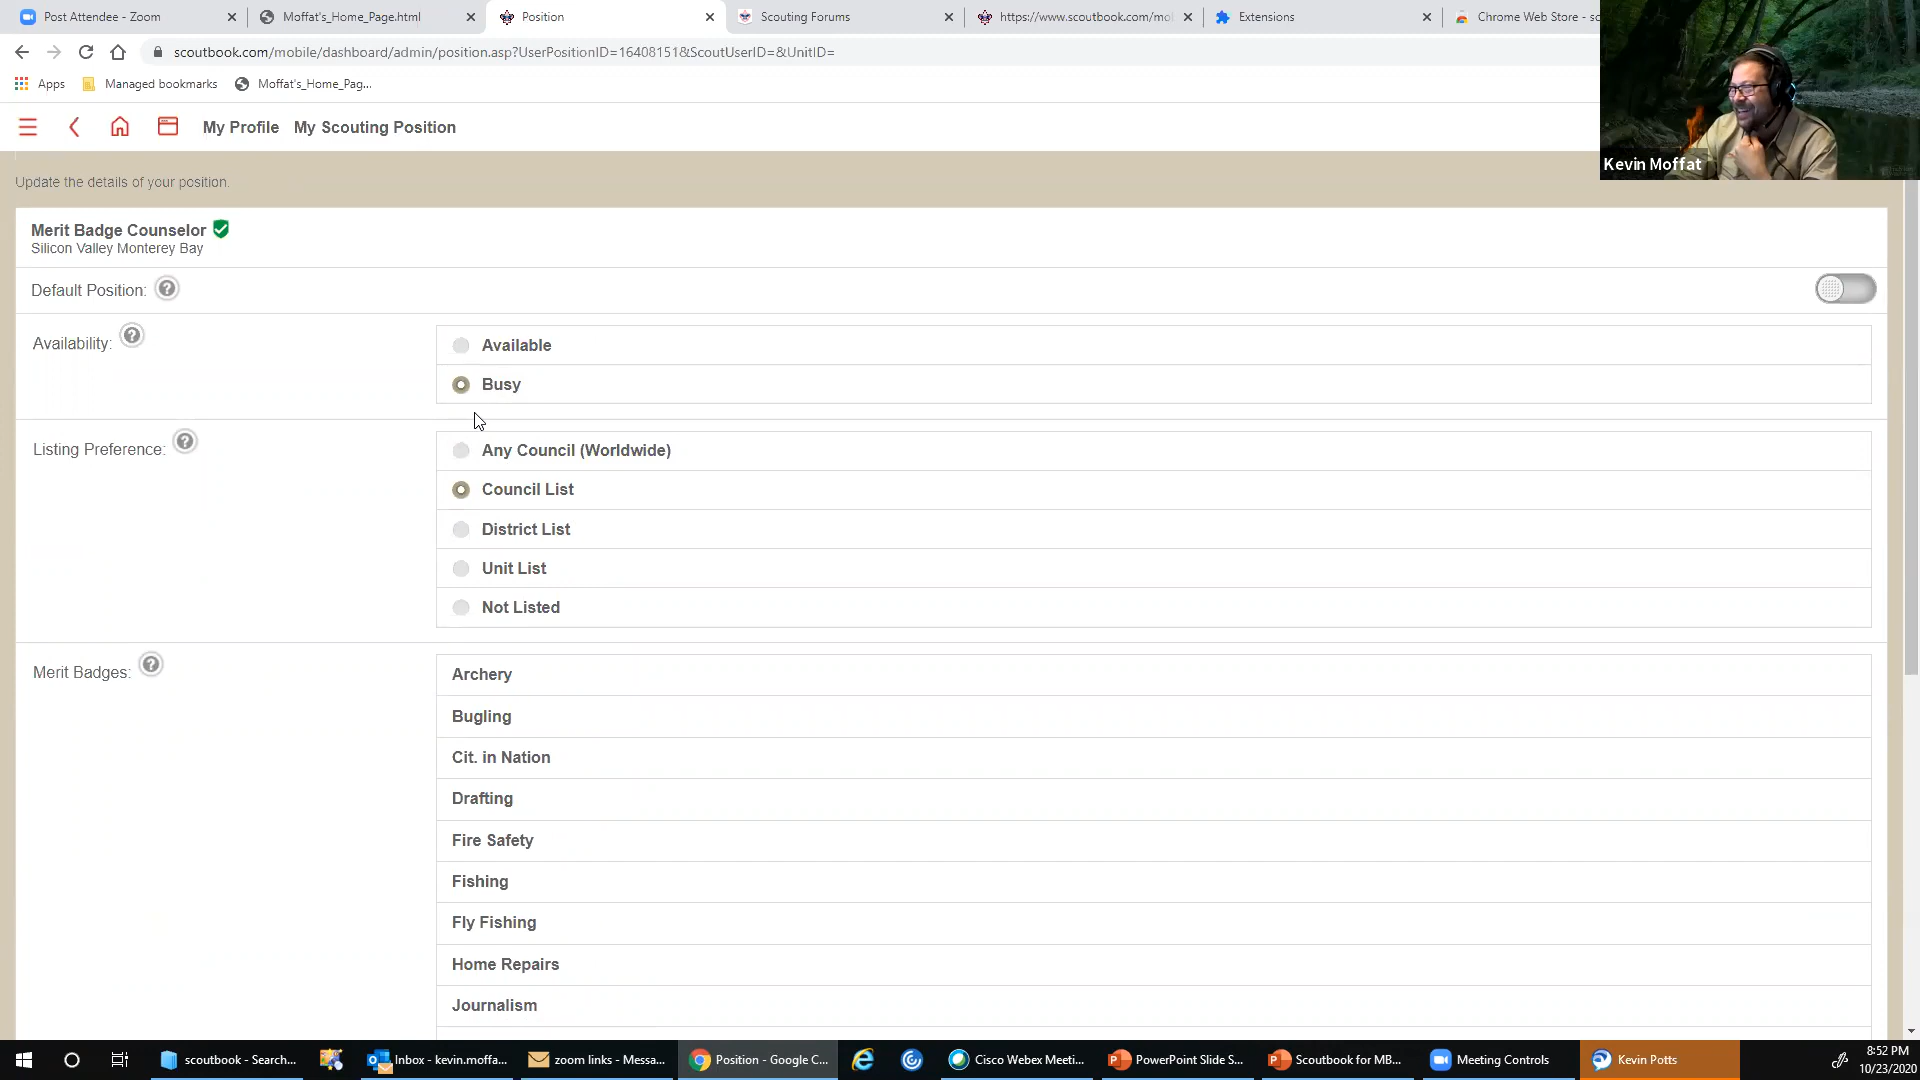 Post Attendee - Zoom
Moffat's_Home_Page.html
Position
Scouting Forums
https://www.scoutbook.com/mo
Extensions
Chrome Web Store - sc
scoutbook.com/mobile/dashboard/admin/position.asp?UserPositionID=16408151&ScoutUserID=&UnitID=
Apps
Managed bookmarks
Moffat's_Home_Pag...
My Profile
My Scouting Position
Kevin Moffat
Update the details of your position.
Merit Badge Counselor
Silicon Valley Monterey Bay
Default Position:
Availability:
Available
Busy
Listing Preference:
Any Council (Worldwide)
Council List
District List
Unit List
Not Listed
Merit Badges:
Archery
Bugling
Cit. in Nation
Drafting
Fire Safety
Fishing
Fly Fishing
Home Repairs
Journalism
scoutbook - Search...
Inbox - kevin.moffa...
zoom links - Messa...
Position - Google C...
Cisco Webex Meeti...
PowerPoint Slide S...
Scoutbook for MB...
Meeting Controls
Kevin Potts
8:52 PM
10/23/2020